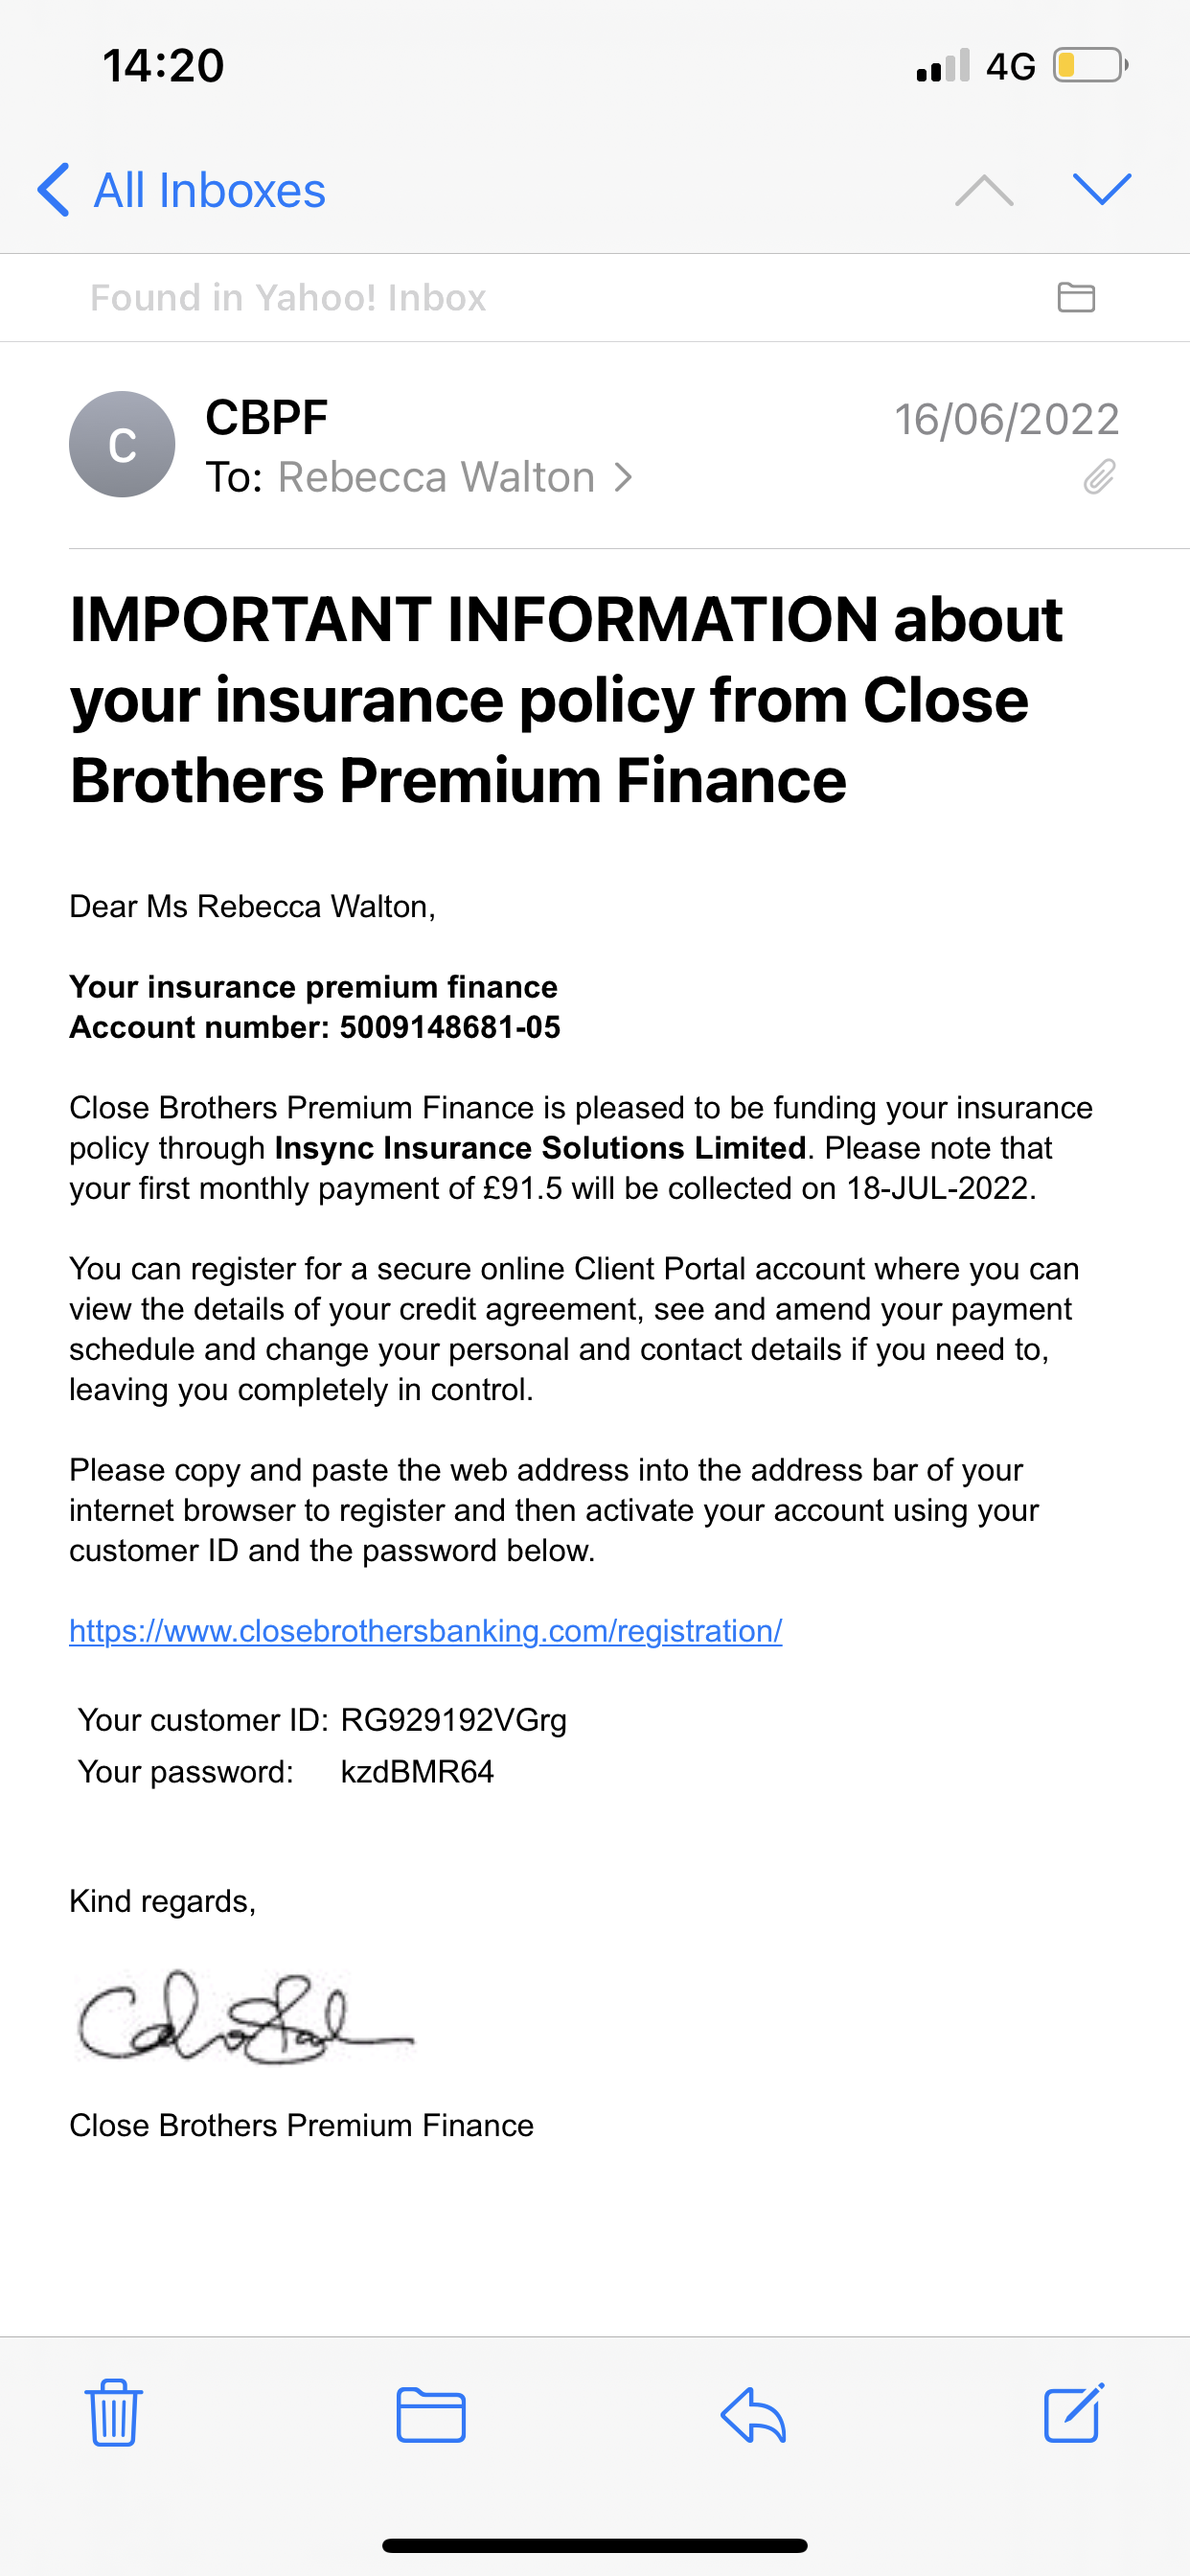 14:20
4G
All Inboxes
Found in Yahoo! Inbox
C
CBPF
16/06/2022
To: Rebecca Walton
IMPORTANT INFORMATION about
your insurance policy from Close
Brothers Premium Finance
Dear Ms Rebecca Walton,
Your insurance premium finance
Account number: 5009148681-05
Close Brothers Premium Finance is pleased to be funding your insurance
policy through Insync Insurance Solutions Limited. Please note that
your first monthly payment of £91.5 will be collected on 18-JUL-2022.
You can register for a secure online Client Portal account where you can
view the details of your credit agreement, see and amend your payment
schedule and change your personal and contact details if you need to,
leaving you completely in control.
Please copy and paste the web address into the address bar of your
internet browser to register and then activate your account using your
customer ID and the password below.
https://www.closebrothersbanking.com/registration/
Your customer ID: RG929192VGrg
Your password: kzdBMR64
Kind regards,
Close Brothers Premium Finance